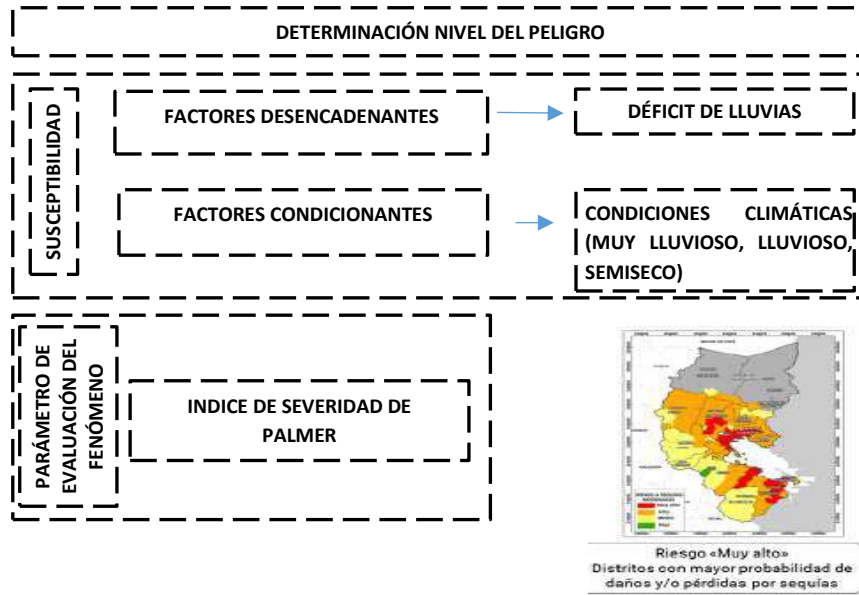 DETERMINACIÓN NIVEL DEL PELIGRO
SUSCEPTIBILIDAD
FACTORES DESENCADENANTES
DÉFICIT DE LLUVIAS
FACTORES CONDICIONANTES
CONDICIONES CLIMÁTICAS
(MUY LLUVIOSO, LLUVIOSO,
SEMISECO)
PARÁMETRO DE
EVALUACIÓN DEL
FENÓMENO
INDICE DE SEVERIDAD DE
PALMER
Riesgo «Muy alto»
Distritos con mayor probabilidad de
daños y/o pérdidas por sequías